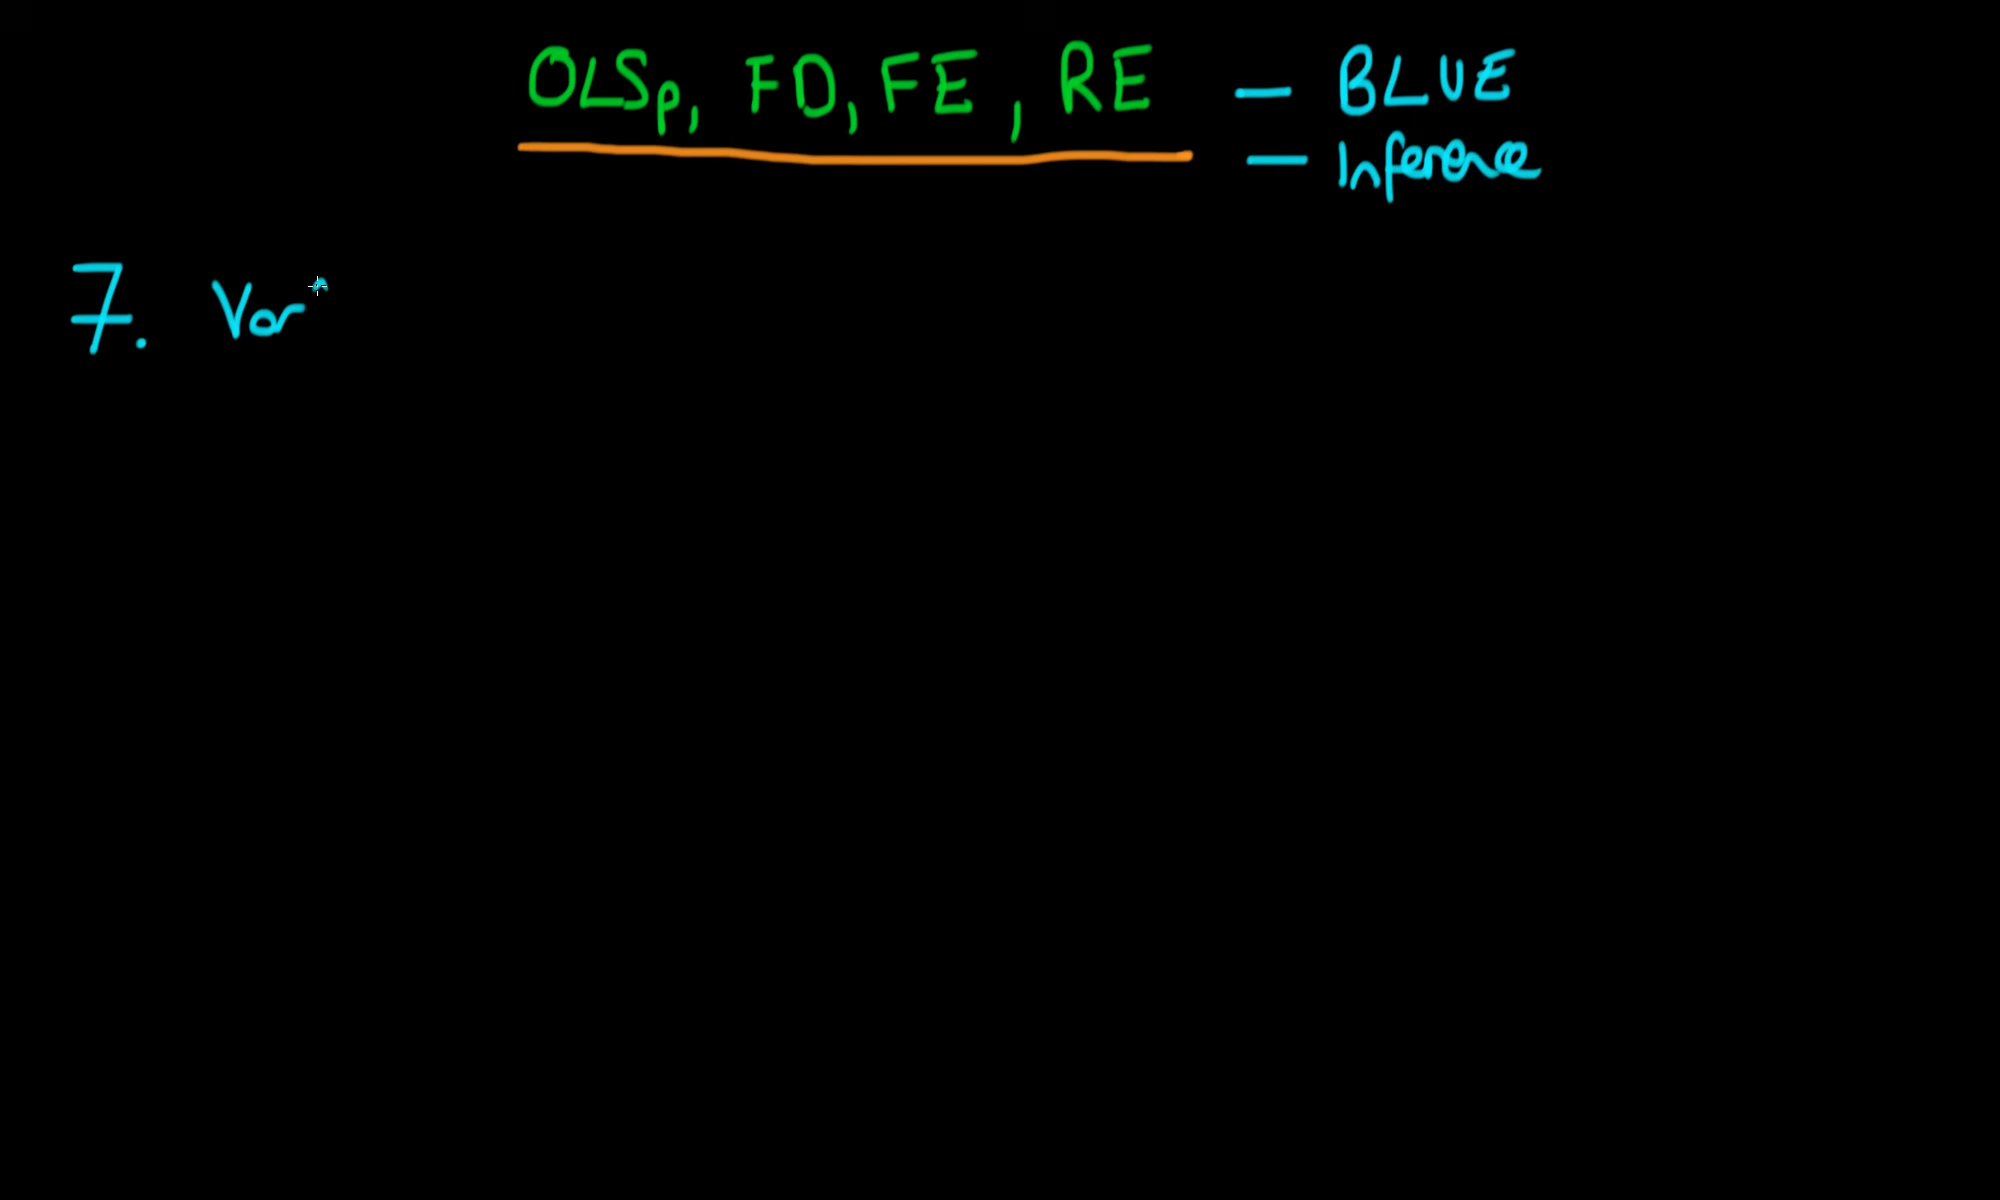 OLSp, FD, FE, RE - BLUE
- Inference
7. Var